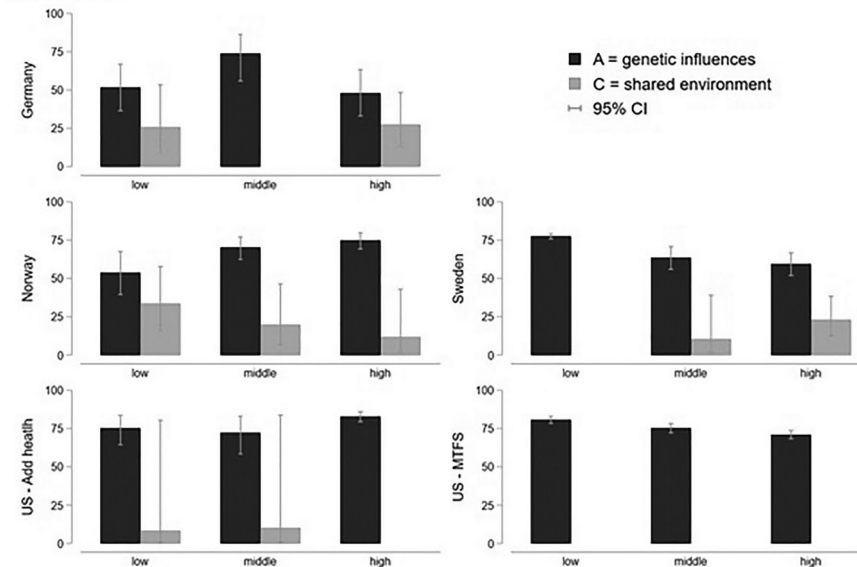 Germany
100
75
50
25
0
low
middle
high
A = genetic influences
C = shared environment
95% CI
Norway
100
75
50
25
0
low
middle
high
Sweden
100
75
50
25
0
low
middle
high
US - Add heatlh
100
75
50
25
0
low
middle
high
US - MTFS
100
75
50
25
0
low
middle
high